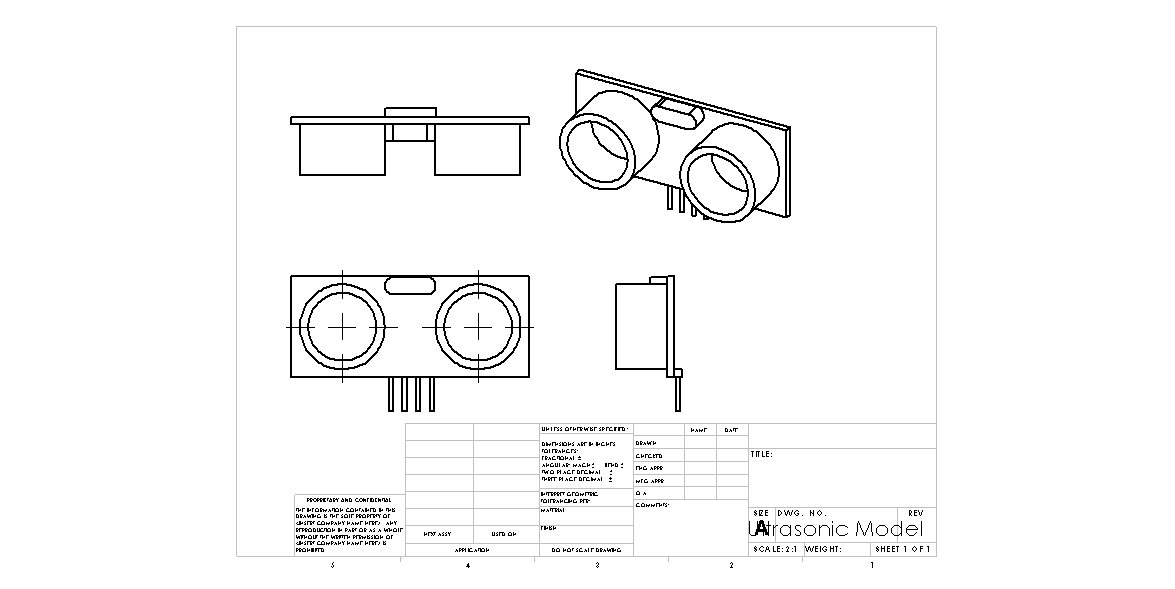 UNLESS OTHERWISE SPECIFIED:
NAME
DATE
DIMENSIONS ARE IN INCHES
TOLERANCES:
FRACTIONAL ±
ANGULAR: MACH ± BEND ±
TWO PLACE DECIMAL ±
THREE PLACE DECIMAL ±
DRAWN
CHECKED
ENG APPR.
MFG APPR.
Q.A.
COMMENTS:
TITLE:
INTERPRET GEOMETRIC
TOLERANCING PER:
MATERIAL
FINISH
PROPRIETARY AND CONFIDENTIAL
THE INFORMATION CONTAINED IN THIS
DRAWING IS THE SOLE PROPERTY OF
<INSERT COMPANY NAME HERE>. ANY
REPRODUCTION IN PART OR AS A WHOLE
WITHOUT THE WRITTEN PERMISSION OF
<INSERT COMPANY NAME HERE> IS
PROHIBITED.
NEXT ASSY
USED ON
APPLICATION
DO NOT SCALE DRAWING
SIZE DWG. NO. REV
A
Ultrasonic Model
SCALE: 2:1 WEIGHT: SHEET 1 OF 1
5 4 3 2 1